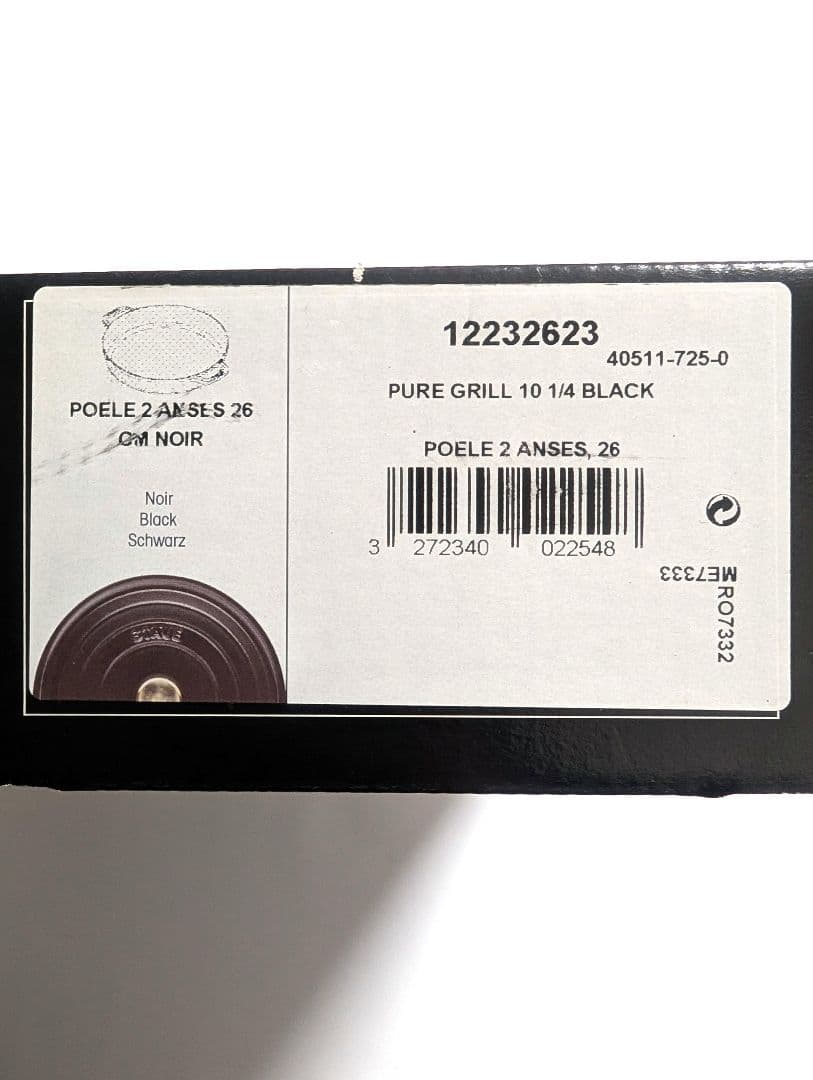 POELE 2 ANSES 26
CM NOIR
Noir
Black
Schwarz
STAUB
12232623
40511-725-0
PURE GRILL 10 1/4 BLACK
POELE 2 ANSES, 26
3 272340 022548
ME7333
RO7332